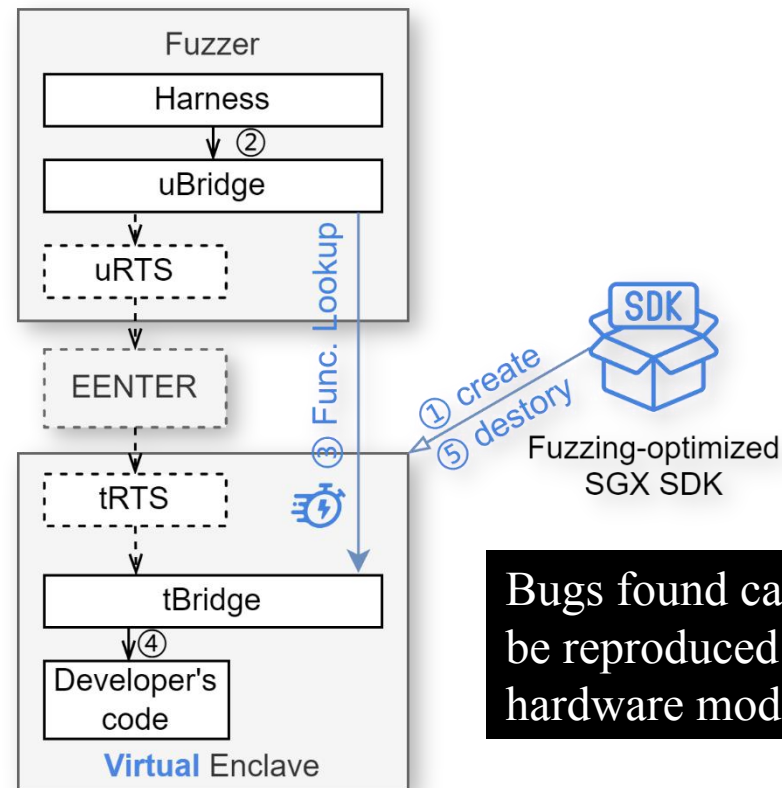 Fuzzer
Harness
②
uBridge
uRTS
③ Func. Lookup
EENTER
① create
⑤ destory
SDK
Fuzzing-optimized
SGX SDK
tRTS
tBridge
④
Developer's
code
Virtual Enclave
Bugs found ca
be reproduced
hardware mod